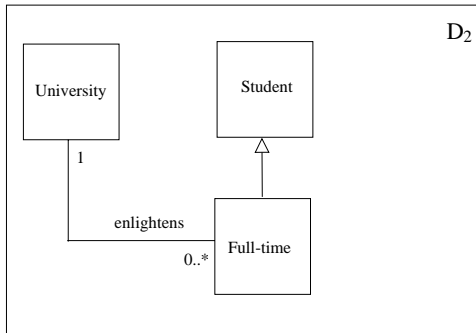 D₂
University
Student
1
enlightens
0..*
Full-time